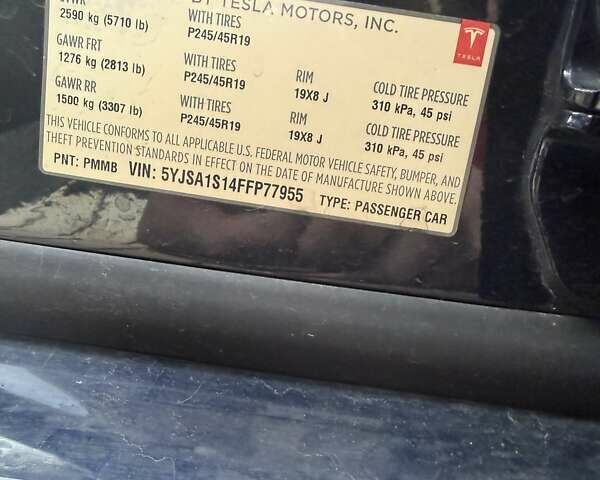 BY TESLA MOTORS, INC.
GVWR
2590 kg (5710 lb)
WITH TIRES
P245/45R19
GAWR FRT
1276 kg (2813 lb)
WITH TIRES
P245/45R19
RIM
19X8 J
COLD TIRE PRESSURE
310 kPa, 45 psi
GAWR RR
1500 kg (3307 lb)
WITH TIRES
P245/45R19
RIM
19X8 J
COLD TIRE PRESSURE
310 kPa, 45 psi
TESLA
THIS VEHICLE CONFORMS TO ALL APPLICABLE U.S. FEDERAL MOTOR VEHICLE SAFETY, BUMPER, AND
THEFT PREVENTION STANDARDS IN EFFECT ON THE DATE OF MANUFACTURE SHOWN ABOVE.
PNT: PMMB VIN: 5YJSA1S14FFP77955 TYPE: PASSENGER CAR